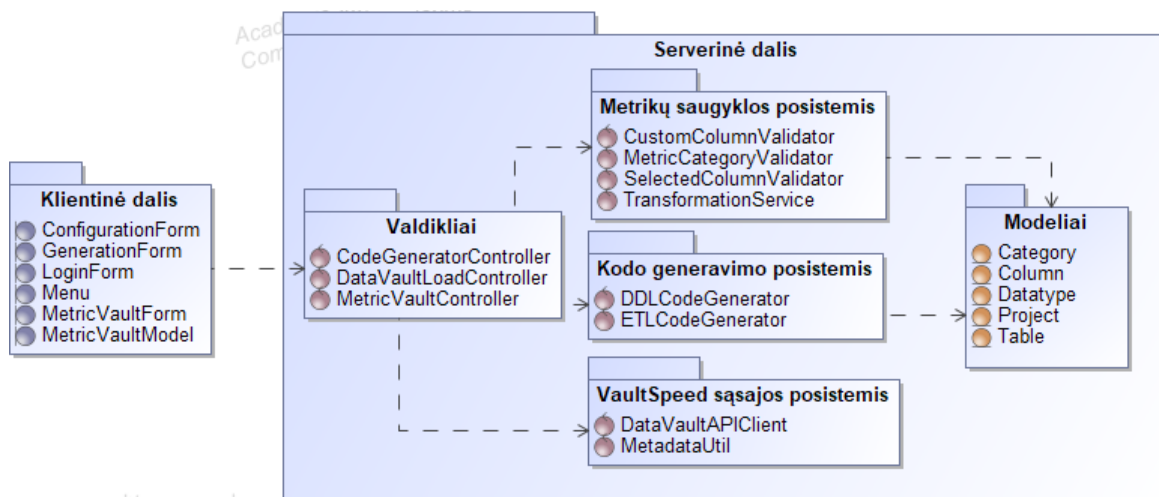 Serverinė dalis
Klientinė dalis
ConfigurationForm
GenerationForm
LoginForm
Menu
MetricVaultForm
MetricVaultModel
Valdikliai
CodeGeneratorController
DataVaultLoadController
MetricVaultController
Metrikų saugyklos posistemis
CustomColumnValidator
MetricCategoryValidator
SelectedColumnValidator
TransformationService
Kodo generavimo posistemis
DDLCodeGenerator
ETLCodeGenerator
VaultSpeed sąsajos posistemis
DataVaultAPIClient
MetadataUtil
Modeliai
Category
Column
Datatype
Project
Table